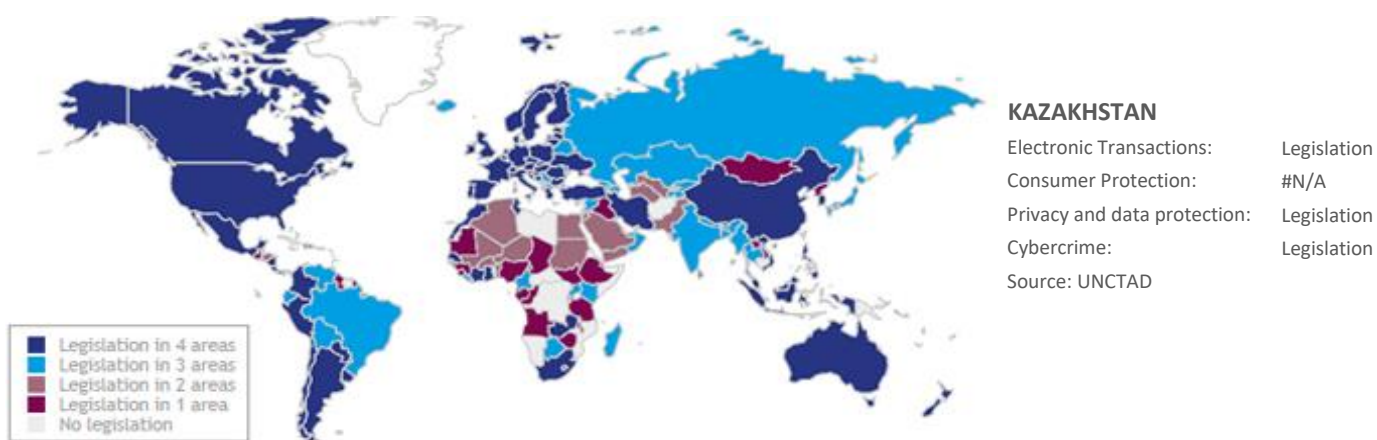 KAZAKHSTAN
Electronic Transactions: Legislation
Consumer Protection: #N/A
Privacy and data protection: Legislation
Cybercrime: Legislation
Source: UNCTAD
Legislation in 4 areas
Legislation in 3 areas
Legislation in 2 areas
Legislation in 1 area
No legislation